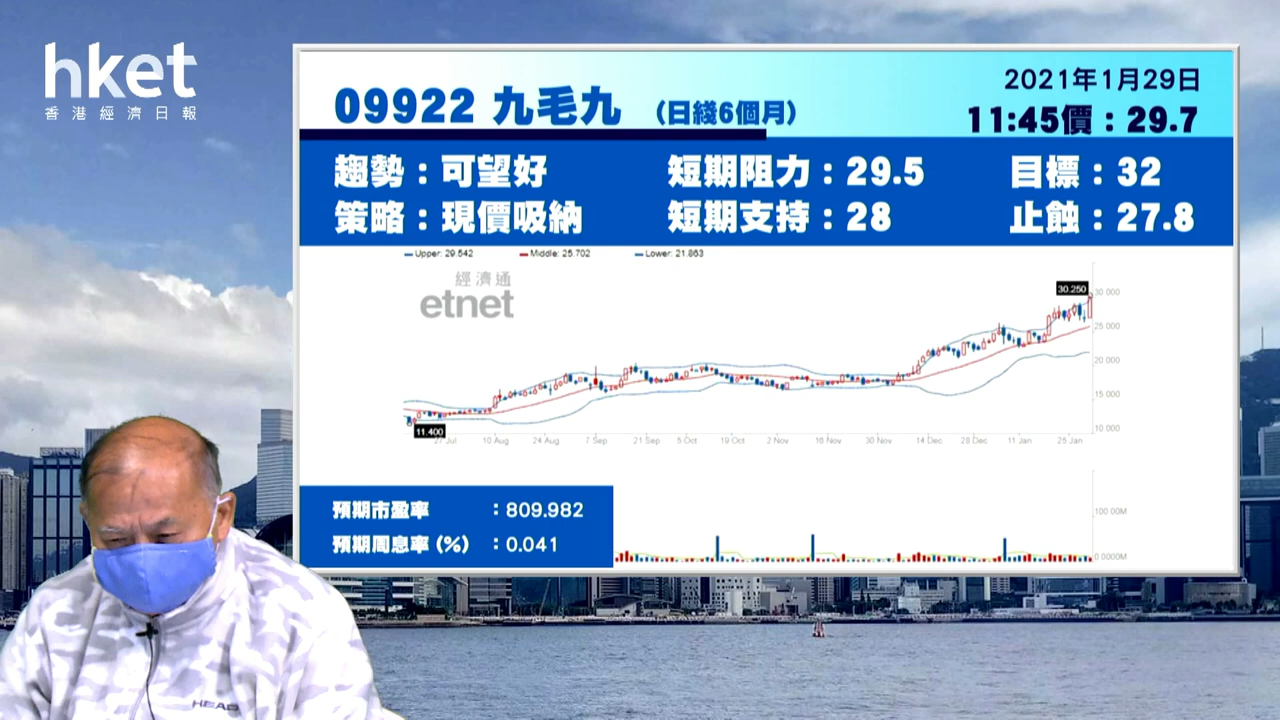 hket
香港經濟日報
09922 九毛九 (日綫6個月)
2021年1月29日
11:45價：29.7
趨勢：可望好 短期阻力：29.5 目標：32
策略：現價吸納 短期支持：28 止蝕：27.8
Upper: 29.542 Middle: 25.702 Lower: 21.863
經濟通
etnet
30.250
30 000
25 000
20 000
15 000
10 000
11.400
27 Jul 10 Aug 24 Aug 7 Sep 21 Sep 5 Oct 19 Oct 2 Nov 16 Nov 30 Nov 14 Dec 28 Dec 11 Jan 25 Jan
預期市盈率 ：809.982
預期周息率 (%) ：0.041
100 00M
0 0000M
HEAD